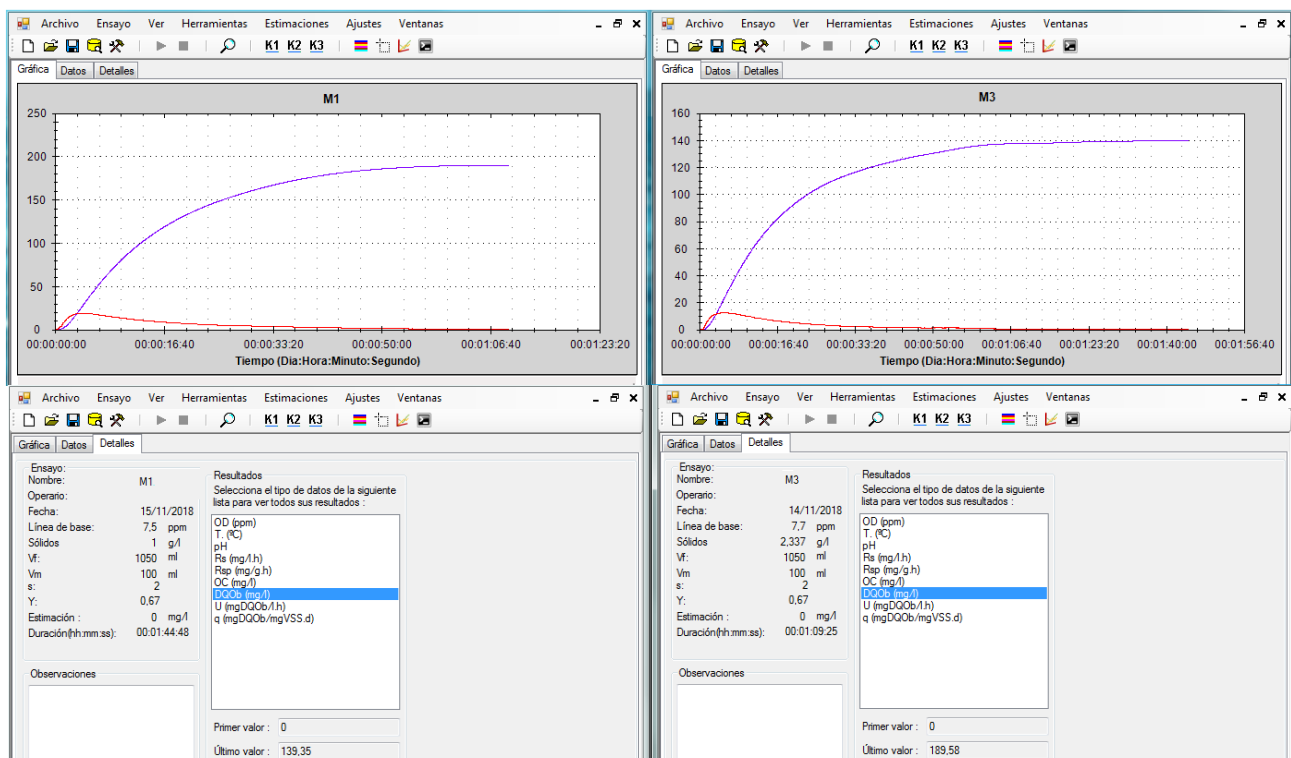 Archivo Ensayo Ver Herramientas Estimaciones Ajustes Ventanas
K1 K2 K3
Gráfica Datos Detalles
M1
250
200
150
100
50
0
00:00:00:00 00:00:16:40 00:00:33:20 00:00:50:00 00:01:06:40 00:01:23:20
Tiempo (Dia:Hora:Minuto:Segundo)
Archivo Ensayo Ver Herramientas Estimaciones Ajustes Ventanas
K1 K2 K3
Gráfica Datos Detalles
M3
160
140
120
100
80
60
40
20
0
00:00:00:00 00:00:16:40 00:00:33:20 00:00:50:00 00:01:06:40 00:01:23:20 00:01:40:00 00:01:56:40
Tiempo (Dia:Hora:Minuto:Segundo)
Archivo Ensayo Ver Herramientas Estimaciones Ajustes Ventanas
K1 K2 K3
Gráfica Datos Detalles
Ensayo:
Nombre: M1
Operario:
Fecha: 15/11/2018
Línea de base: 7,5 ppm
Sólidos 1 g/l
Vf: 1050 ml
Vm 100 ml
s: 2
Y: 0,67
Estimación : 0 mg/l
Duración(hh:mm:ss): 00:01:44:48
Observaciones
Resultados
Selecciona el tipo de datos de la siguiente
lista para ver todos sus resultados :
OD (ppm)
T. (ºC)
pH
Rs (mg/l.h)
Rsp (mg/g.h)
OC (mg/l)
DQOb (mg/l)
U (mgDQOb/l.h)
q (mgDQOb/mgVSS.d)
Primer valor : 0
Último valor : 139,35
Archivo Ensayo Ver Herramientas Estimaciones Ajustes Ventanas
K1 K2 K3
Gráfica Datos Detalles
Ensayo:
Nombre: M3
Operario:
Fecha: 14/11/2018
Línea de base: 7,7 ppm
Sólidos 2,337 g/l
Vf: 1050 ml
Vm 100 ml
s: 2
Y: 0,67
Estimación : 0 mg/l
Duración(hh:mm:ss): 00:01:09:25
Observaciones
Resultados
Selecciona el tipo de datos de la siguiente
lista para ver todos sus resultados :
OD (ppm)
T. (ºC)
pH
Rs (mg/l.h)
Rsp (mg/g.h)
OC (mg/l)
DQOb (mg/l)
U (mgDQOb/l.h)
q (mgDQOb/mgVSS.d)
Primer valor : 0
Último valor : 189,58